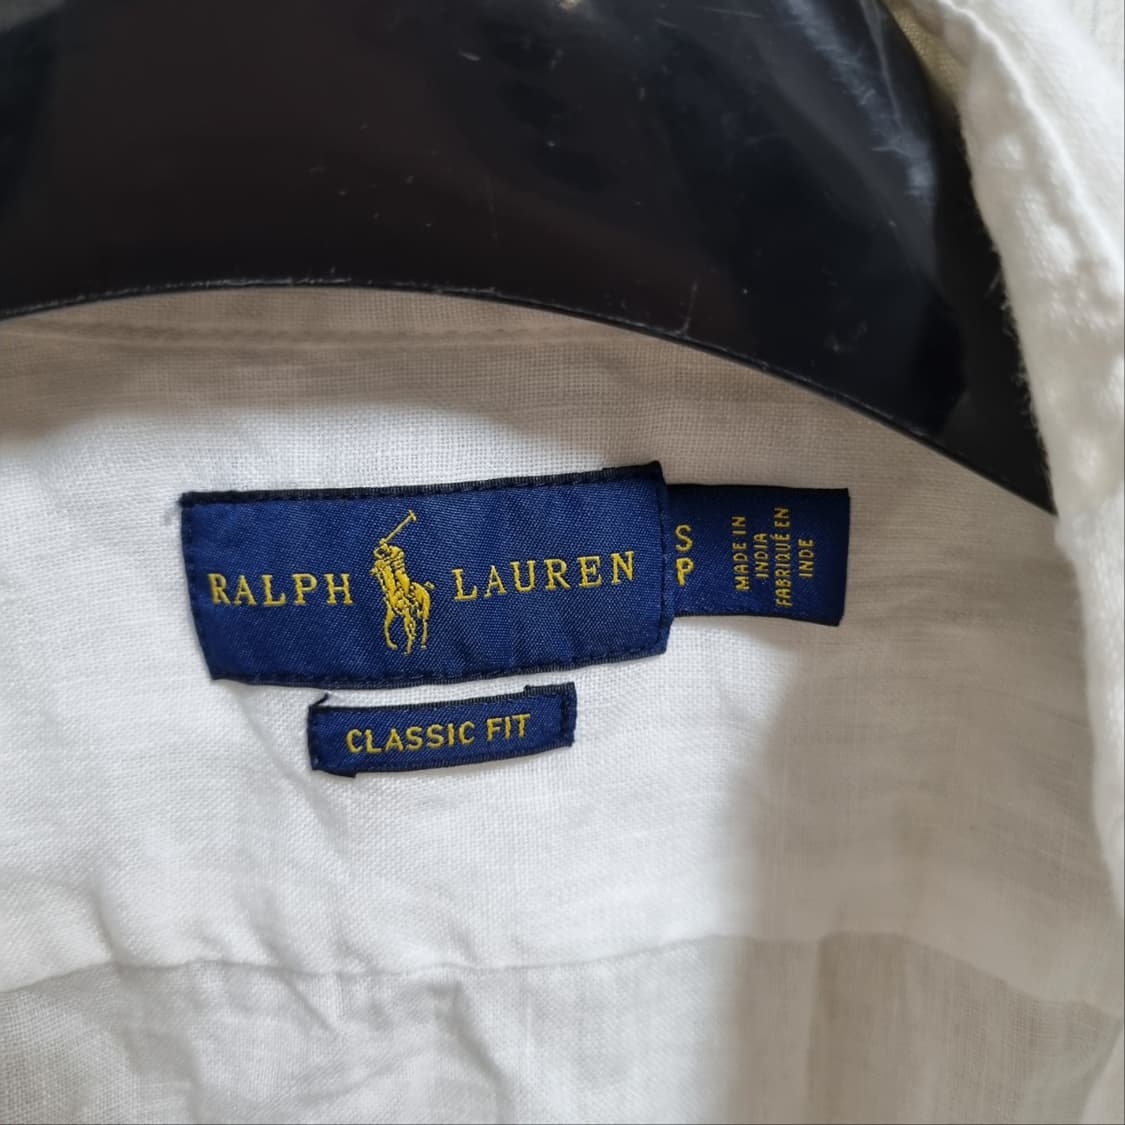 RALPH LAUREN
S
P
MADE IN
INDIA
FABRIQUÉ EN
INDE
CLASSIC FIT